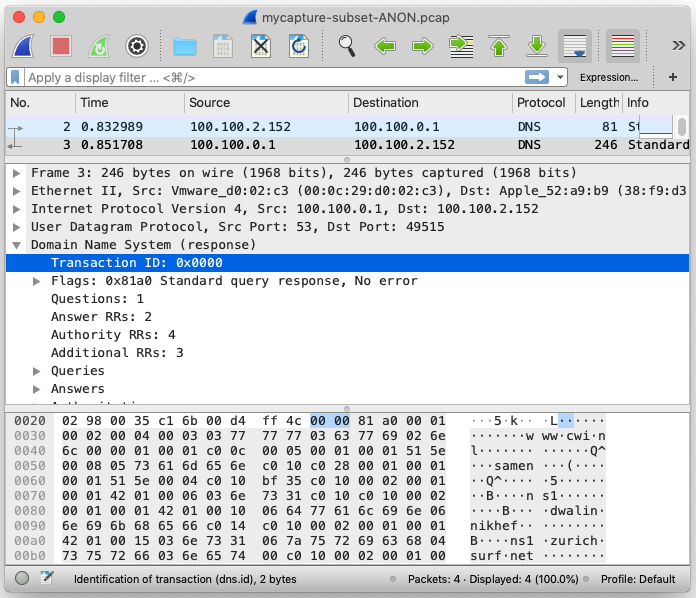 mycapture-subset-ANON.pcap
Apply a display filter ... <⌘/>
Expression...
+
No. Time Source Destination Protocol Length Info
2 0.832989 100.100.2.152 100.100.0.1 DNS 81
3 0.851708 100.100.0.1 100.100.2.152 DNS 246 Standard
Frame 3: 246 bytes on wire (1968 bits), 246 bytes captured (1968 bits)
Ethernet II, Src: Vmware_d0:02:c3 (00:0c:29:d0:02:c3), Dst: Apple_52:a9:b9 (38:f9:d3
Internet Protocol Version 4, Src: 100.100.0.1, Dst: 100.100.2.152
User Datagram Protocol, Src Port: 53, Dst Port: 49515
Domain Name System (response)
Transaction ID: 0x0000
Flags: 0x81a0 Standard query response, No error
Questions: 1
Answer RRs: 2
Authority RRs: 4
Additional RRs: 3
Queries
Answers
0020 02 98 00 35 c1 6b 00 d4 ff 4c 00 00 81 a0 00 01 ···5·k·· ·L······
0030 00 02 00 04 00 03 03 77 77 77 03 63 77 69 02 6e ·······w ww·cwi·n
0040 6c 00 00 01 00 01 c0 0c 00 05 00 01 00 01 51 5e l······· ······Q^
0050 00 08 05 73 61 6d 65 6e c0 10 c0 28 00 01 00 01 ···samen ···(····
0060 00 01 51 5e 00 04 c0 10 bf 35 c0 10 00 02 00 01 ··Q^···· ·5······
0070 00 01 42 01 00 06 03 6e 73 31 c0 10 c0 10 00 02 ··B····n s1······
0080 00 01 00 01 42 01 00 10 06 64 77 61 6c 69 6e 06 ····B··· ·dwalin·
0090 6e 69 6b 68 65 66 c0 14 c0 10 00 02 00 01 00 01 nikhef·· ········
00a0 42 01 00 15 03 6e 73 31 06 7a 75 72 69 63 68 04 B····ns1 ·zurich·
00b0 73 75 72 66 03 6e 65 74 00 c0 10 00 02 00 01 00 surf·net ········
Identification of transaction (dns.id), 2 bytes
Packets: 4 · Displayed: 4 (100.0%)
Profile: Default